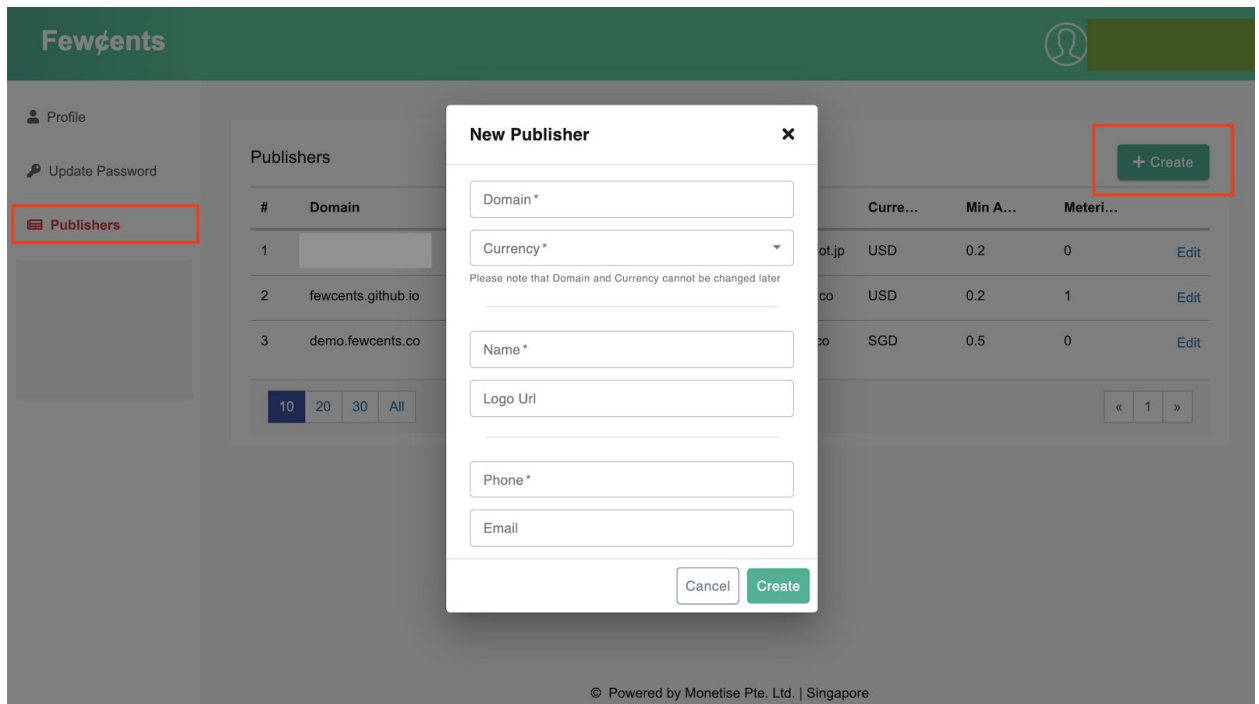 Few¢ents
Profile
Update Password
Publishers
Publishers
+ Create
# Domain Curre... Min A... Meteri...
1 ot.jp USD 0.2 0 Edit
2 fewcents.github.io co USD 0.2 1 Edit
3 demo.fewcents.co co SGD 0.5 0 Edit
10 20 30 All « 1 »
New Publisher ×
Domain *
Currency *
Please note that Domain and Currency cannot be changed later
Name *
Logo Url
Phone *
Email
Cancel Create
© Powered by Monetise Pte. Ltd. | Singapore